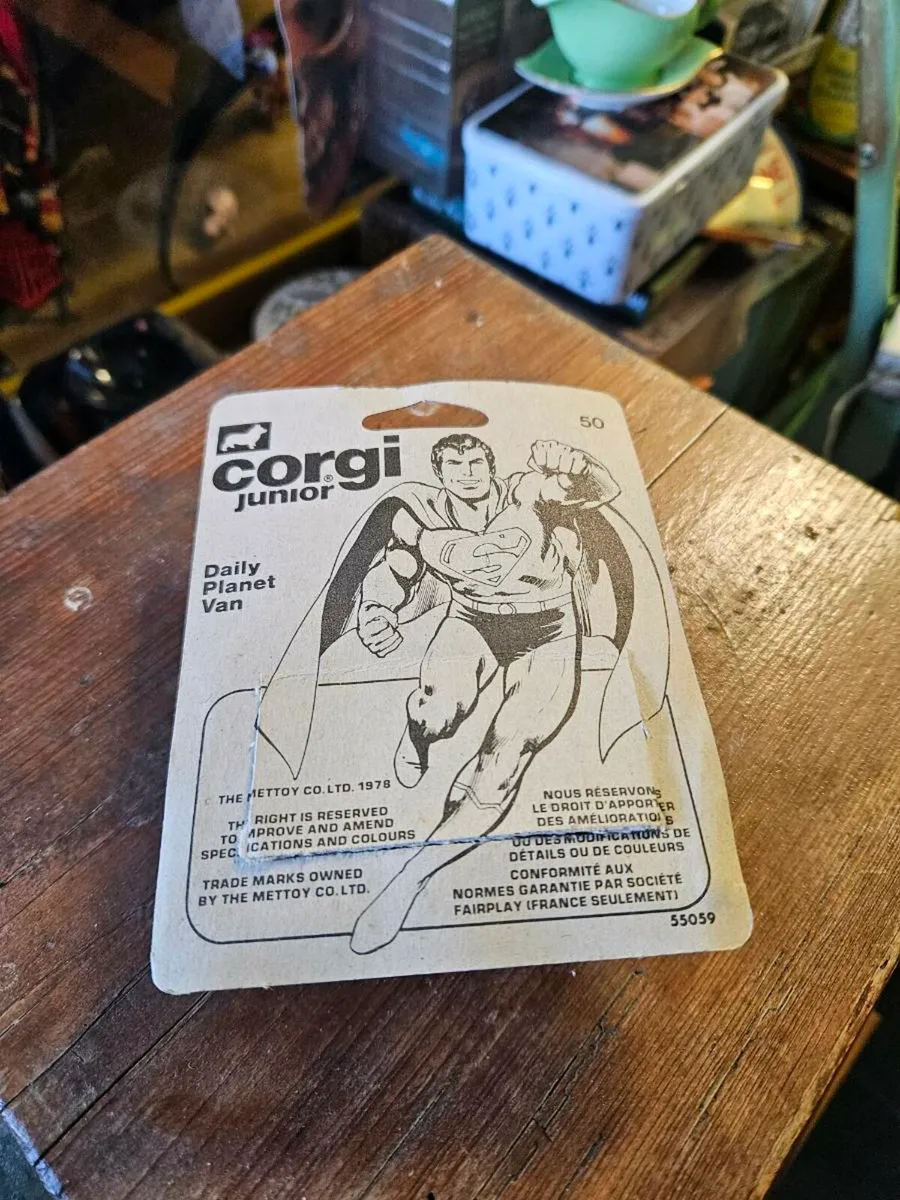 50
corgi®
junior
Daily
Planet
Van
THE METTOY CO. LTD. 1978
THE RIGHT IS RESERVED
TO IMPROVE AND AMEND
SPECIFICATIONS AND COLOURS
TRADE MARKS OWNED
BY THE METTOY CO. LTD.
NOUS RÉSERVONS
LE DROIT D'APPORTER
DES AMÉLIORATIONS
OU DES MODIFICATIONS DE
DÉTAILS OU DE COULEURS
CONFORMITÉ AUX
NORMES GARANTIE PAR SOCIÉTÉ
FAIRPLAY (FRANCE SEULEMENT)
55059